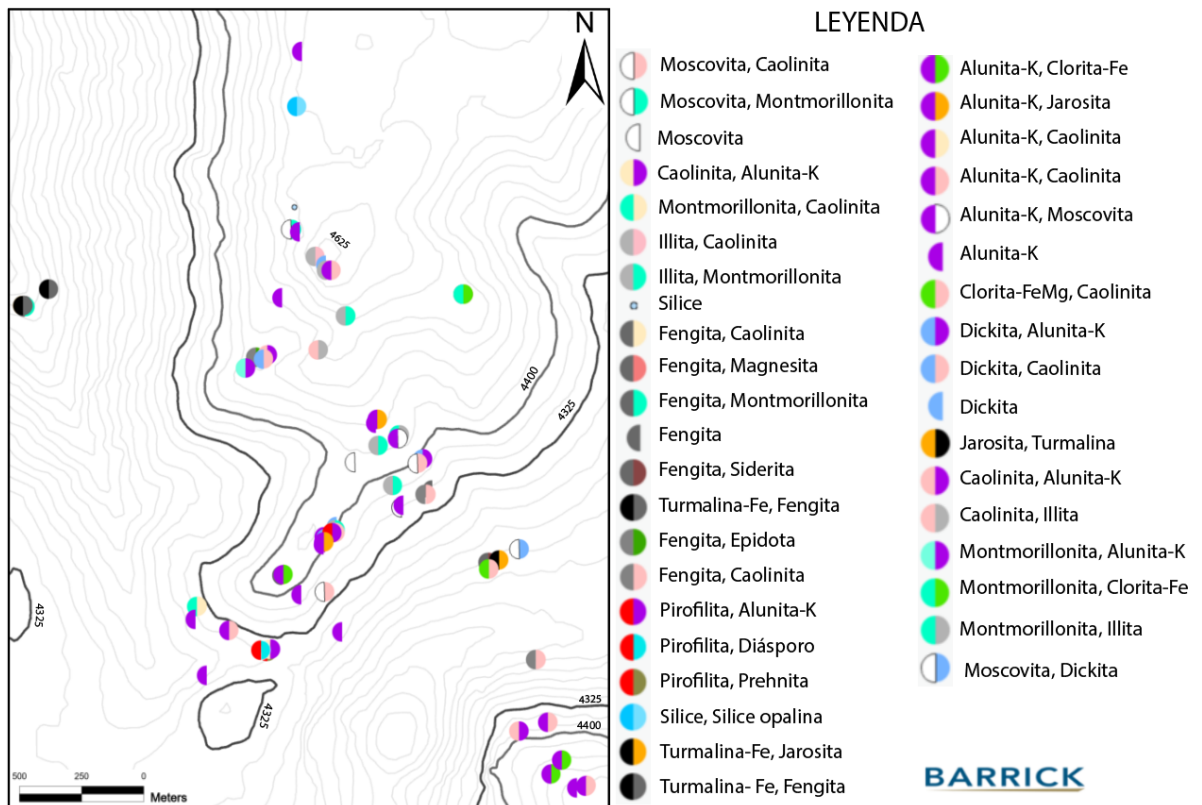 LEYENDA
N
Moscovita, Caolinita
Moscovita, Montmorillonita
Moscovita
Caolinita, Alunita-K
Montmorillonita, Caolinita
Illita, Caolinita
Illita, Montmorillonita
Silice
Fengita, Caolinita
Fengita, Magnesita
Fengita, Montmorillonita
Fengita
Fengita, Siderita
Turmalina-Fe, Fengita
Fengita, Epidota
Fengita, Caolinita
Pirofilita, Alunita-K
Pirofilita, Diásporo
Pirofilita, Prehnita
Silice, Silice opalina
Turmalina-Fe, Jarosita
Turmalina- Fe, Fengita
Alunita-K, Clorita-Fe
Alunita-K, Jarosita
Alunita-K, Caolinita
Alunita-K, Caolinita
Alunita-K, Moscovita
Alunita-K
Clorita-FeMg, Caolinita
Dickita, Alunita-K
Dickita, Caolinita
Dickita
Jarosita, Turmalina
Caolinita, Alunita-K
Caolinita, Illita
Montmorillonita, Alunita-K
Montmorillonita, Clorita-Fe
Montmorillonita, Illita
Moscovita, Dickita
4625
4400
4325
4325
4325
4325
4400
500 250 0
Meters
BARRICK